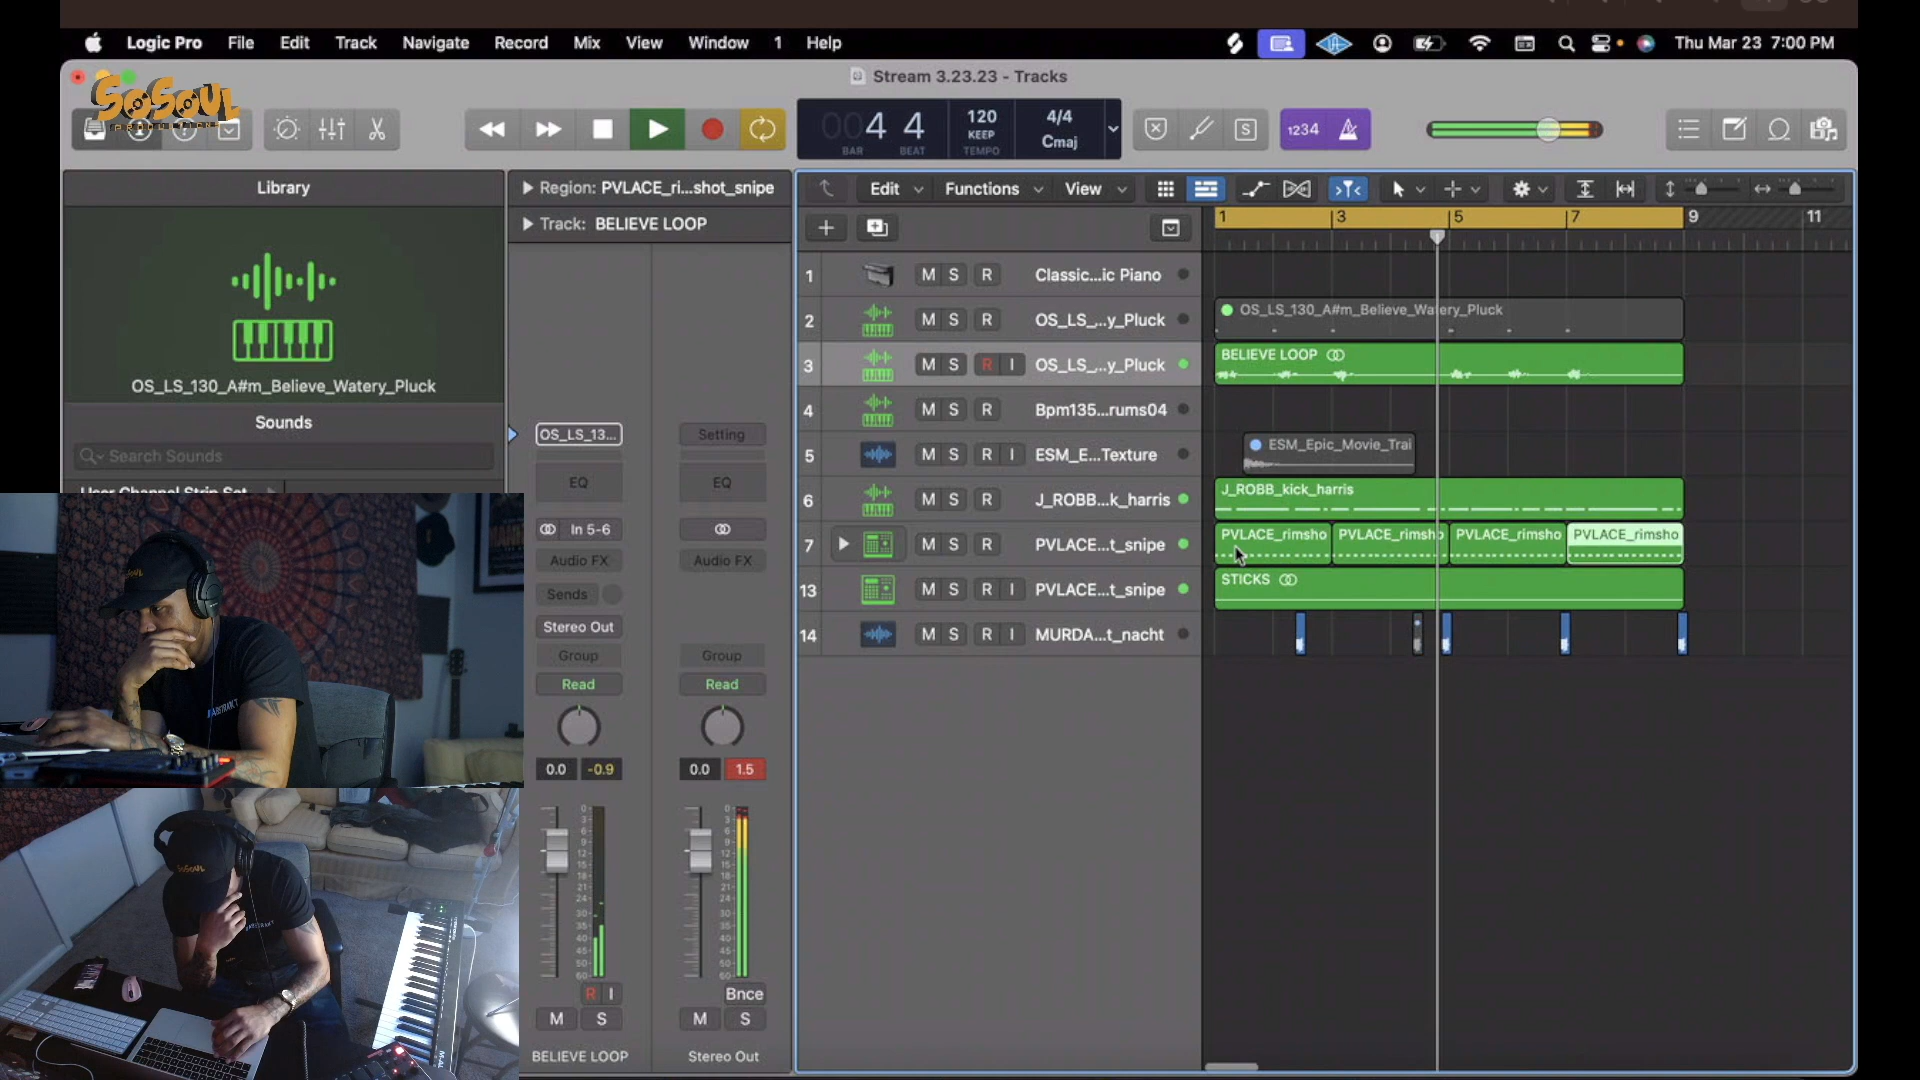 Logic Pro File Edit Track Navigate Record Mix View Window 1 Help Thu Mar 23 7:00 PM
SoSoUL
PRODUCTIONS
Stream 3.23.23 - Tracks
004 4 120 4/4
KEEP Cmaj
BAR BEAT TEMPO
S 1234
Library
OS_LS_130_A#m_Believe_Watery_Pluck
Sounds
Search Sounds
Region: PVLACE_ri...shot_snipe
Track: BELIEVE LOOP
OS_LS_13... Setting
EQ EQ
In 5-6
Audio FX Audio FX
Sends
Stereo Out
Group Group
Read Read
0.0 -0.9 0.0 1.5
R I Bnce
M S M S
BELIEVE LOOP Stereo Out
Edit Functions View
1 3 5 7 9 11
1 M S R Classic...ic Piano
2 M S R OS_LS_...y_Pluck
OS_LS_130_A#m_Believe_Watery_Pluck
3 M S R I OS_LS_...y_Pluck
BELIEVE LOOP
4 M S R Bpm135...rums04
5 M S R I ESM_E...Texture
ESM_Epic_Movie_Trai
6 M S R J_ROBB...k_harris
J_ROBB_kick_harris
7 M S R PVLACE...t_snipe
PVLACE_rimsho PVLACE_rimsho PVLACE_rimsho PVLACE_rimsho
13 M S R I PVLACE...t_snipe
STICKS
14 M S R I MURDA...t_nacht